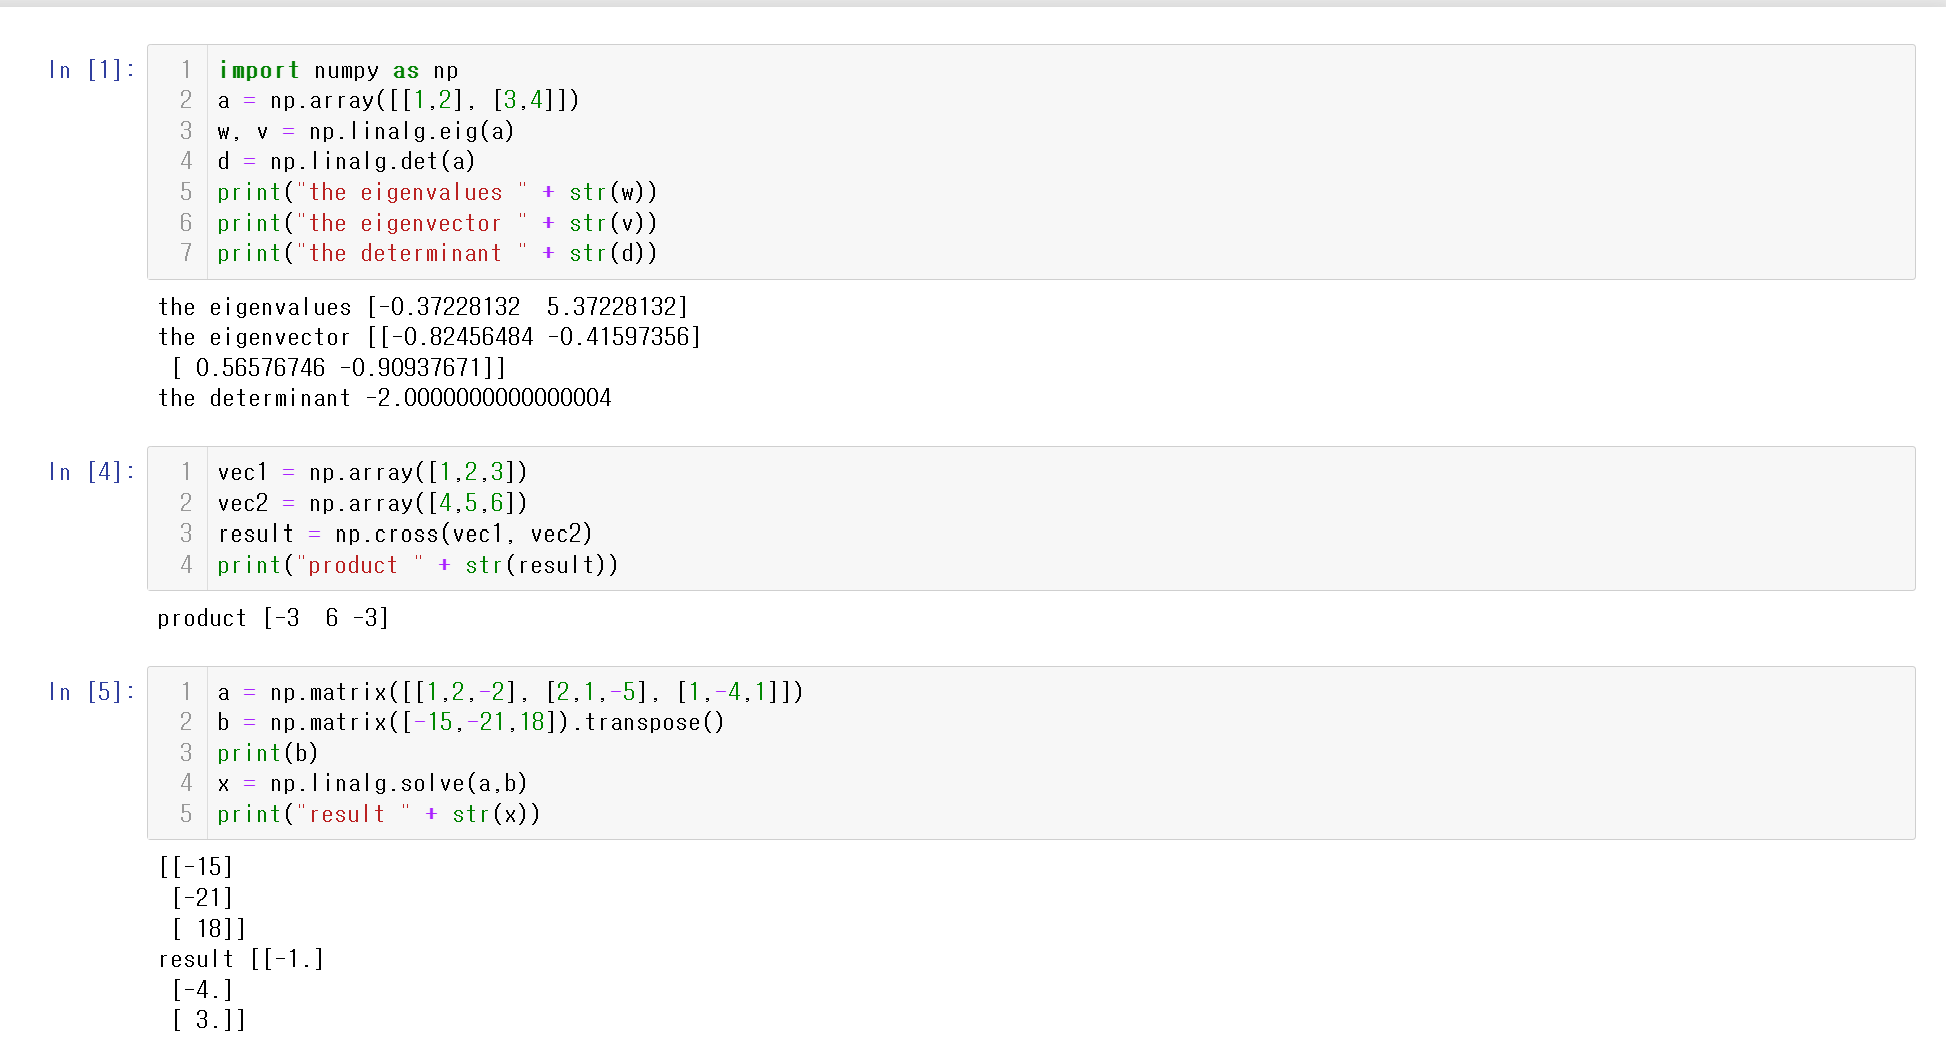 In [1]:
1 import numpy as np
2 a = np.array([[1,2], [3,4]])
3 w, v = np.linalg.eig(a)
4 d = np.linalg.det(a)
5 print("the eigenvalues " + str(w))
6 print("the eigenvector " + str(v))
7 print("the determinant " + str(d))
the eigenvalues [-0.37228132  5.37228132]
the eigenvector [[-0.82456484 -0.41597356]
 [ 0.56576746 -0.90937671]]
the determinant -2.0000000000000004
In [4]:
1 vec1 = np.array([1,2,3])
2 vec2 = np.array([4,5,6])
3 result = np.cross(vec1, vec2)
4 print("product " + str(result))
product [-3  6 -3]
In [5]:
1 a = np.matrix([[1,2,-2], [2,1,-5], [1,-4,1]])
2 b = np.matrix([-15,-21,18]).transpose()
3 print(b)
4 x = np.linalg.solve(a,b)
5 print("result " + str(x))
[[-15]
 [-21]
 [ 18]]
result [[-1.]
 [-4.]
 [ 3.]]